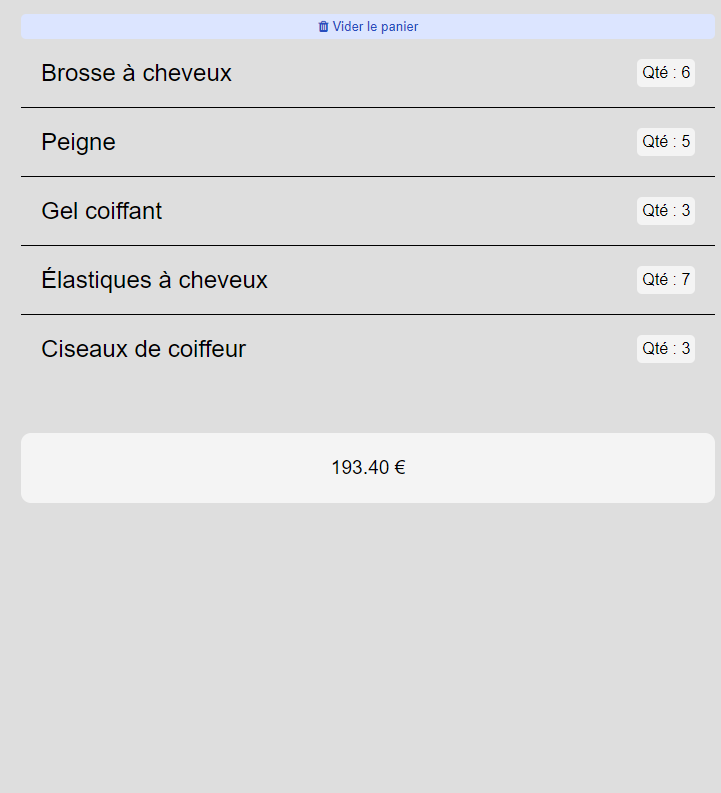 Vider le panier
Brosse à cheveux Qté : 6
Peigne Qté : 5
Gel coiffant Qté : 3
Élastiques à cheveux Qté : 7
Ciseaux de coiffeur Qté : 3
193.40 €